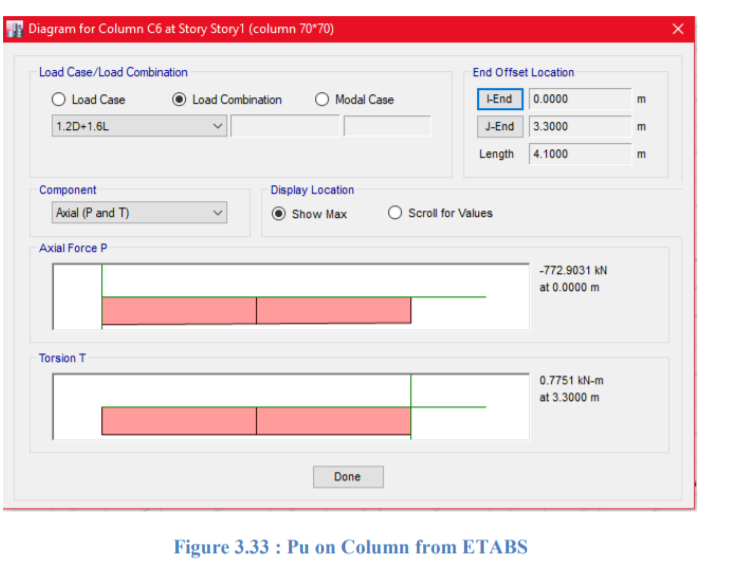 Diagram for Column C6 at Story Story1 (column 70*70)
Load Case/Load Combination
Load Case
Load Combination
Modal Case
1.2D+1.6L
End Offset Location
I-End 0.0000 m
J-End 3.3000 m
Length 4.1000 m
Component
Axial (P and T)
Display Location
Show Max
Scroll for Values
Axial Force P
-772.9031 kN
at 0.0000 m
Torsion T
0.7751 kN-m
at 3.3000 m
Done
Figure 3.33 : Pu on Column from ETABS